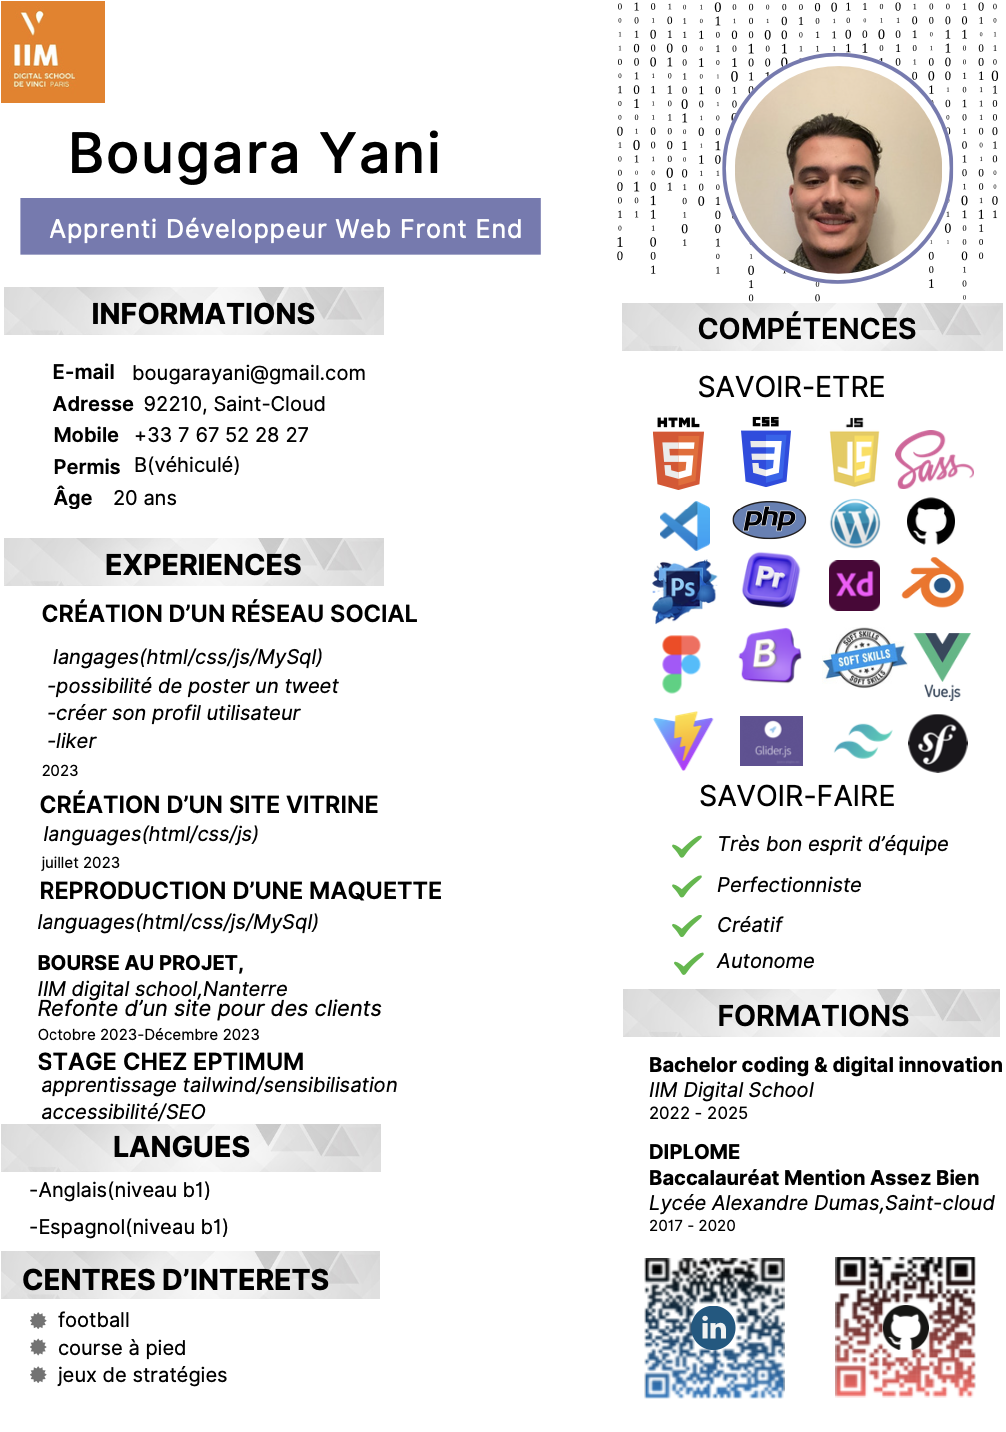 IIM
DIGITAL SCHOOL
DE VINCI PARIS
Bougara Yani
Apprenti Développeur Web Front End
INFORMATIONS
E-mail bougarayani@gmail.com
Adresse 92210, Saint-Cloud
Mobile +33 7 67 52 28 27
Permis B(véhiculé)
Âge 20 ans
EXPERIENCES
CRÉATION D’UN RÉSEAU SOCIAL
langages(html/css/js/MySql)
-possibilité de poster un tweet
-créer son profil utilisateur
-liker
2023
CRÉATION D’UN SITE VITRINE
languages(html/css/js)
juillet 2023
REPRODUCTION D’UNE MAQUETTE
languages(html/css/js/MySql)
BOURSE AU PROJET,
IIM digital school,Nanterre
Refonte d’un site pour des clients
Octobre 2023-Décembre 2023
STAGE CHEZ EPTIMUM
apprentissage tailwind/sensibilisation
accessibilité/SEO
LANGUES
-Anglais(niveau b1)
-Espagnol(niveau b1)
CENTRES D’INTERETS
football
course à pied
jeux de stratégies
COMPÉTENCES
SAVOIR-ETRE
HTML CSS JS
5 3 JS Sass
php W
Ps Pr Xd
B SOFT SKILLS
SOFT SKILLS
SOFT SKILLS
Vue.js
Glider.js sf
SAVOIR-FAIRE
Très bon esprit d’équipe
Perfectionniste
Créatif
Autonome
FORMATIONS
Bachelor coding & digital innovation
IIM Digital School
2022 - 2025
DIPLOME
Baccalauréat Mention Assez Bien
Lycée Alexandre Dumas,Saint-cloud
2017 - 2020
in